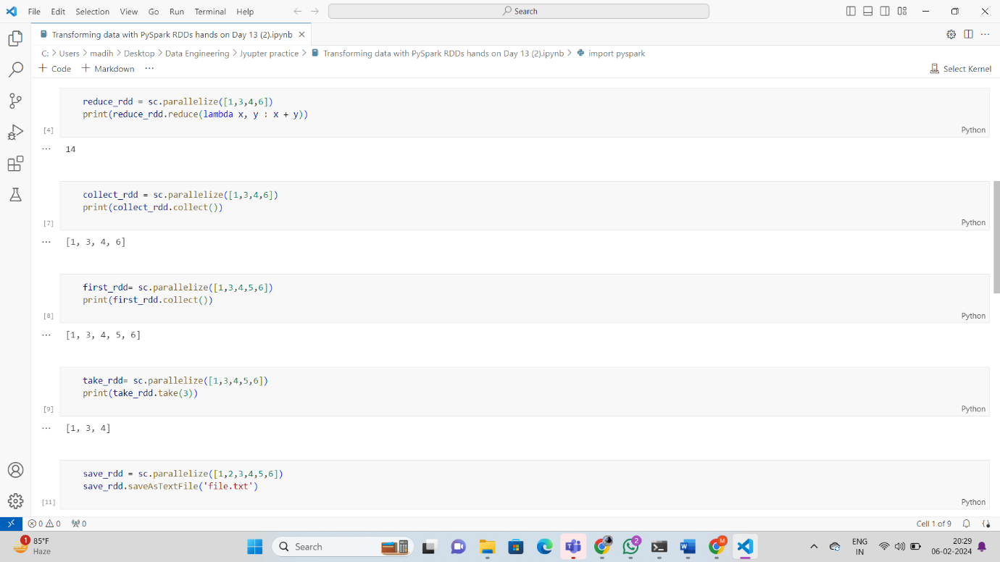 File Edit Selection View Go Run Terminal Help
Search
Transforming data with PySpark RDDs hands on Day 13 (2).ipynb
C: > Users > madih > Desktop > Data Engineering > Jyupter practice > Transforming data with PySpark RDDs hands on Day 13 (2).ipynb > import pyspark
+ Code + Markdown ...
Select Kernel
reduce_rdd = sc.parallelize([1,3,4,6])
print(reduce_rdd.reduce(lambda x, y : x + y))
[4]
Python
... 14
collect_rdd = sc.parallelize([1,3,4,6])
print(collect_rdd.collect())
[7]
Python
... [1, 3, 4, 6]
first_rdd= sc.parallelize([1,3,4,5,6])
print(first_rdd.collect())
[8]
Python
... [1, 3, 4, 5, 6]
take_rdd= sc.parallelize([1,3,4,5,6])
print(take_rdd.take(3))
[9]
Python
... [1, 3, 4]
save_rdd = sc.parallelize([1,2,3,4,5,6])
save_rdd.saveAsTextFile('file.txt')
[11]
Python
0 0 0
Cell 1 of 9
1
85°F
Haze
Search
2
M
ENG
IN
20:29
06-02-2024